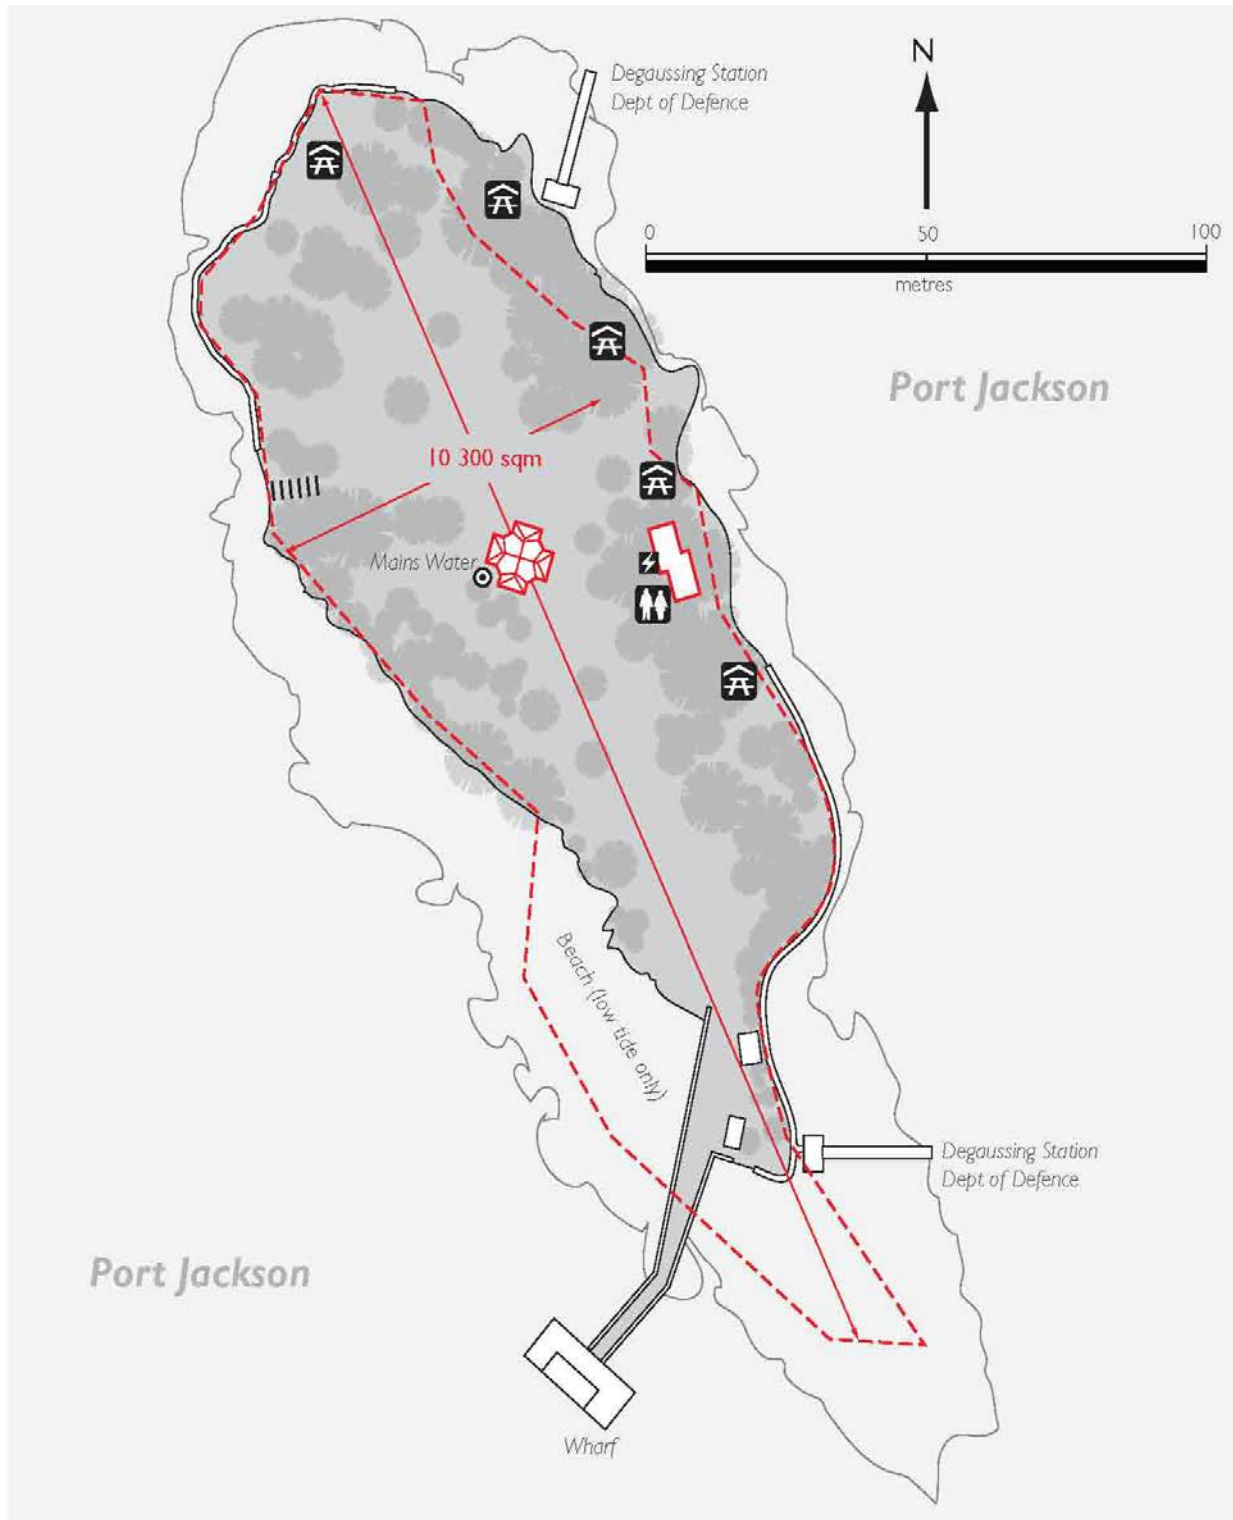 Degaussing Station
Dept of Defence
N
0
50
100
metres
Port Jackson
10 300 sqm
Mains Water
Beach (low tide only)
Degaussing Station
Dept of Defence
Port Jackson
Wharf